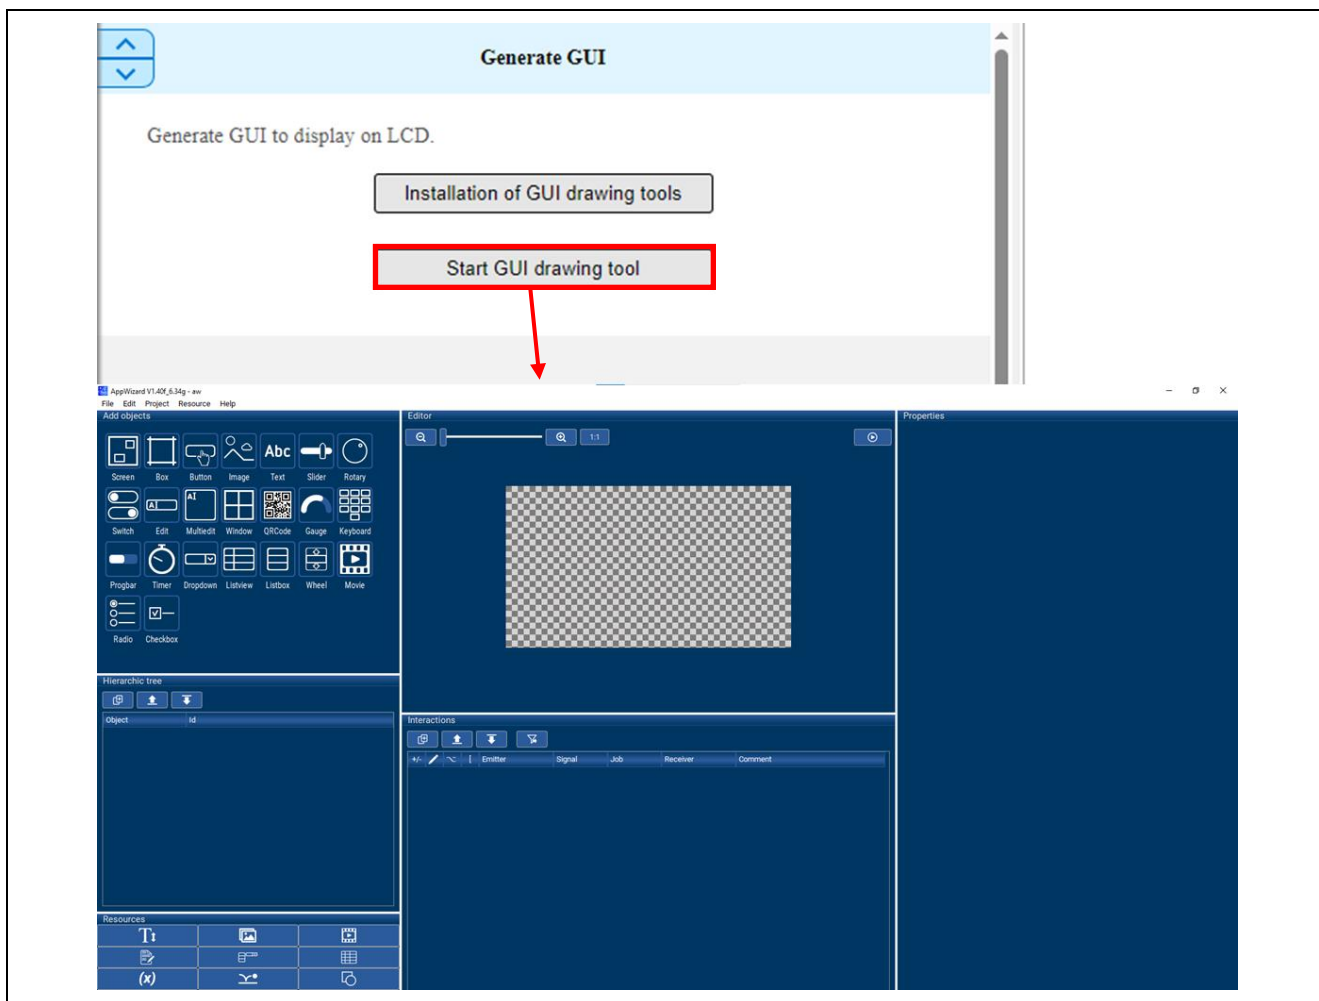 Generate GUI
Generate GUI to display on LCD.
Installation of GUI drawing tools
Start GUI drawing tool
AppWizard V1.40f_6.34g - aw
File Edit Project Resource Help
Add objects
Screen Box Button Image Text Slider Rotary
Abc
Switch Edit Multiedit Window QRCode Gauge Keyboard
AI AI
Progbar Timer Dropdown Listview Listbox Wheel Movie
Radio Checkbox
Hierarchic tree
Object Id
Resources
(x)
Editor
1:1
Interactions
+/- [ Emitter Signal Job Receiver Comment
Properties